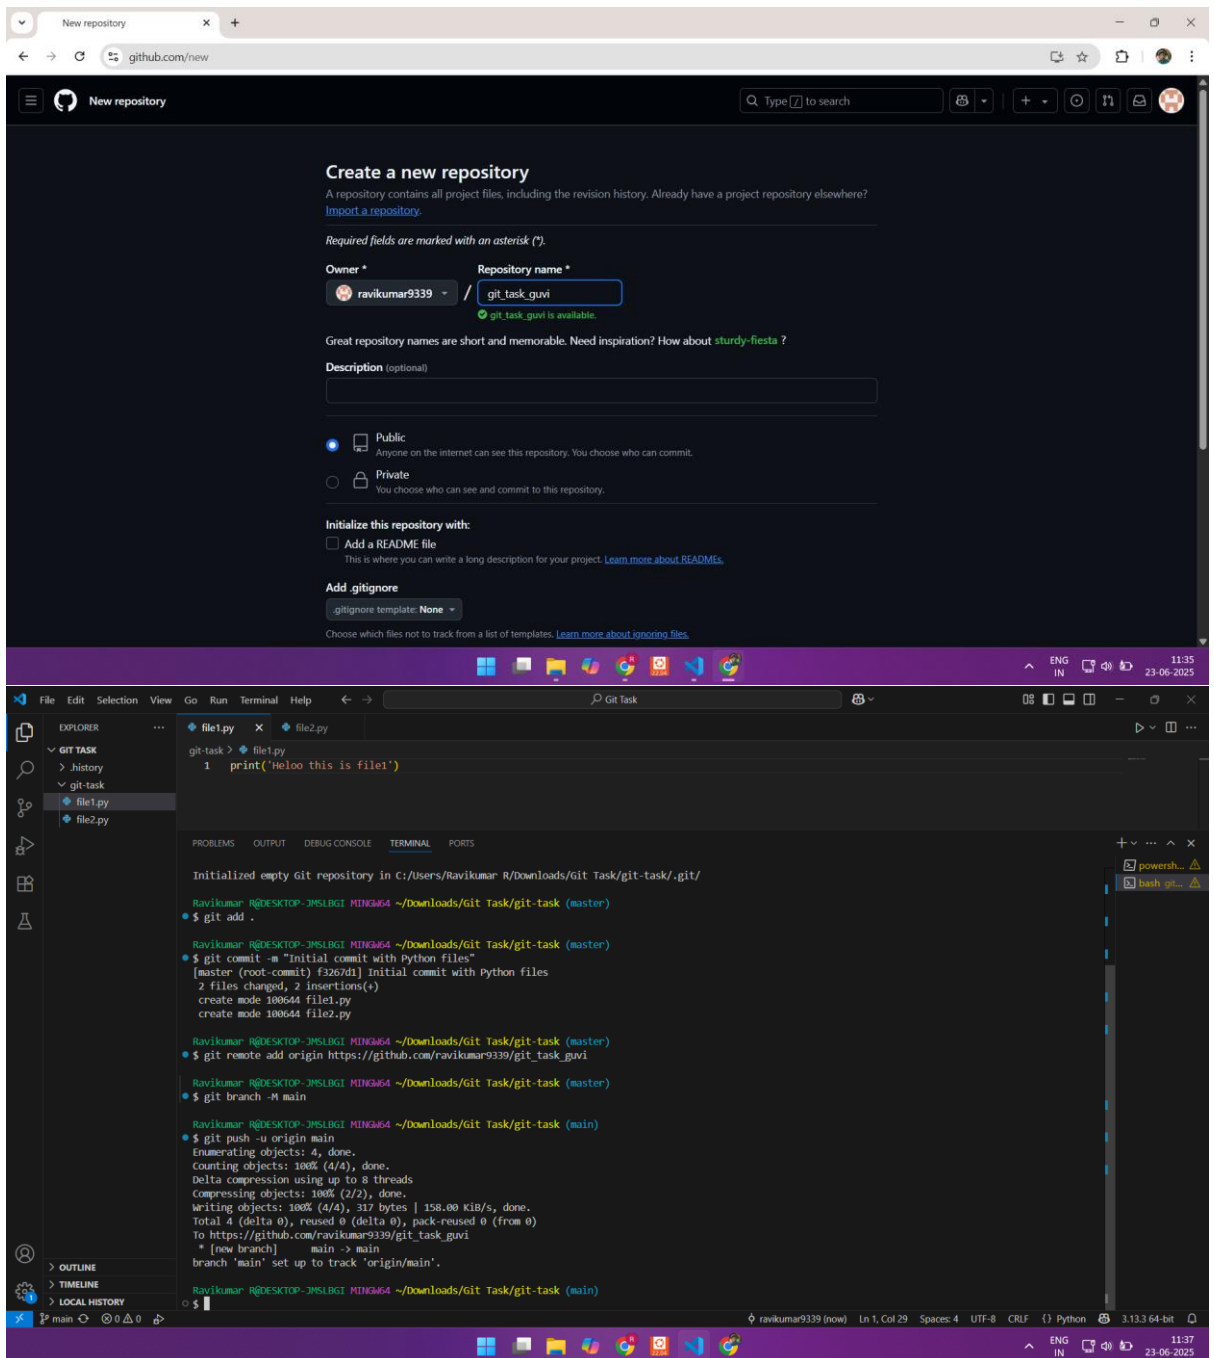 New repository
github.com/new
New repository
Type / to search
Create a new repository
A repository contains all project files, including the revision history. Already have a project repository elsewhere?
Import a repository.
Required fields are marked with an asterisk (*).
Owner *
Repository name *
ravikumar9339 / git_task_guvi
git_task_guvi is available.
Great repository names are short and memorable. Need inspiration? How about sturdy-fiesta ?
Description (optional)
Public
Anyone on the internet can see this repository. You choose who can commit.
Private
You choose who can see and commit to this repository.
Initialize this repository with:
Add a README file
This is where you can write a long description for your project. Learn more about READMEs.
Add .gitignore
.gitignore template: None
Choose which files not to track from a list of templates. Learn more about ignoring files.
ENG
IN
11:35
23-06-2025
File Edit Selection View Go Run Terminal Help
Git Task
EXPLORER
GIT TASK
.history
git-task
file1.py
file2.py
file1.py
file2.py
git-task > file1.py
1 print('Heloo this is file1')
PROBLEMS OUTPUT DEBUG CONSOLE TERMINAL PORTS
powersh...
bash git...
Initialized empty Git repository in C:/Users/Ravikumar R/Downloads/Git Task/git-task/.git/
Ravikumar R@DESKTOP-JMSLBGI MINGW64 ~/Downloads/Git Task/git-task (master)
$ git add .
Ravikumar R@DESKTOP-JMSLBGI MINGW64 ~/Downloads/Git Task/git-task (master)
$ git commit -m "Initial commit with Python files"
[master (root-commit) f3267d1] Initial commit with Python files
2 files changed, 2 insertions(+)
create mode 100644 file1.py
create mode 100644 file2.py
Ravikumar R@DESKTOP-JMSLBGI MINGW64 ~/Downloads/Git Task/git-task (master)
$ git remote add origin https://github.com/ravikumar9339/git_task_guvi
Ravikumar R@DESKTOP-JMSLBGI MINGW64 ~/Downloads/Git Task/git-task (master)
$ git branch -M main
Ravikumar R@DESKTOP-JMSLBGI MINGW64 ~/Downloads/Git Task/git-task (main)
$ git push -u origin main
Enumerating objects: 4, done.
Counting objects: 100% (4/4), done.
Delta compression using up to 8 threads
Compressing objects: 100% (2/2), done.
Writing objects: 100% (4/4), 317 bytes | 158.00 KiB/s, done.
Total 4 (delta 0), reused 0 (delta 0), pack-reused 0 (from 0)
To https://github.com/ravikumar9339/git_task_guvi
* [new branch] main -> main
branch 'main' set up to track 'origin/main'.
Ravikumar R@DESKTOP-JMSLBGI MINGW64 ~/Downloads/Git Task/git-task (main)
$
OUTLINE
TIMELINE
LOCAL HISTORY
main 0 0 ravikumar9339 (now) Ln 1, Col 29 Spaces: 4 UTF-8 CRLF {} Python 3.13.3 64-bit
ENG
IN
11:37
23-06-2025